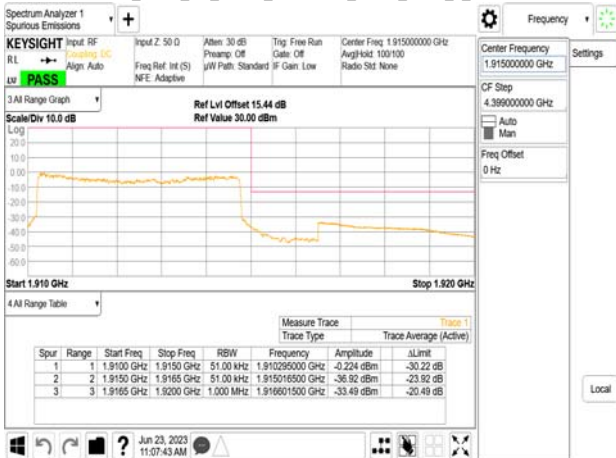 Spectrum Analyzer 1
Spurious Emissions
Frequency
KEYSIGHT
RL
LV PASS
Input: RF
Coupling: DC
Align: Auto
Input Z: 50 Ω
Freq Ref: Int (S)
NFE: Adaptive
Atten: 30 dB
Preamp: Off
µW Path: Standard
Trig: Free Run
Gate: Off
IF Gain: Low
Center Freq: 1.915000000 GHz
Avg|Hold: 100/100
Radio Std: None
Center Frequency
1.915000000 GHz
Settings
CF Step
4.399000000 GHz
Auto
Man
Freq Offset
0 Hz
Local
3 All Range Graph
Scale/Div 10.0 dB
Ref Lvl Offset 15.44 dB
Ref Value 30.00 dBm
Log
20.0
10.0
0.00
-10.0
-20.0
-30.0
-40.0
-50.0
-60.0
Start 1.910 GHz
Stop 1.920 GHz
4 All Range Table
Measure Trace Trace 1
Trace Type Trace Average (Active)
Spur Range Start Freq Stop Freq RBW Frequency Amplitude ΔLimit
1 1 1.9100 GHz 1.9150 GHz 51.00 kHz 1.910295000 GHz -0.224 dBm -30.22 dB
2 2 1.9150 GHz 1.9165 GHz 51.00 kHz 1.915016500 GHz -36.92 dBm -23.92 dB
3 3 1.9165 GHz 1.9200 GHz 1.000 MHz 1.916601500 GHz -33.49 dBm -20.49 dB
Jun 23, 2023
11:07:43 AM